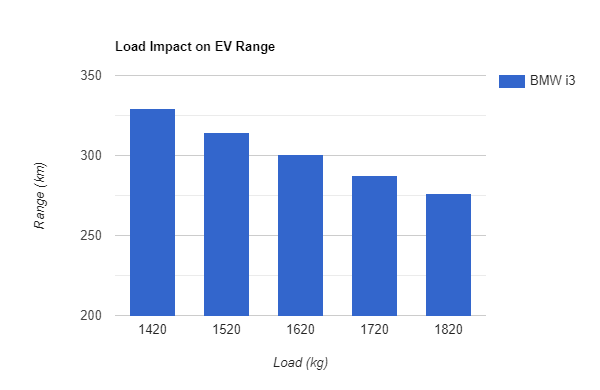 Load Impact on EV Range
350
300
250
200
Range (km)
BMW i3
1420 1520 1620 1720 1820
Load (kg)